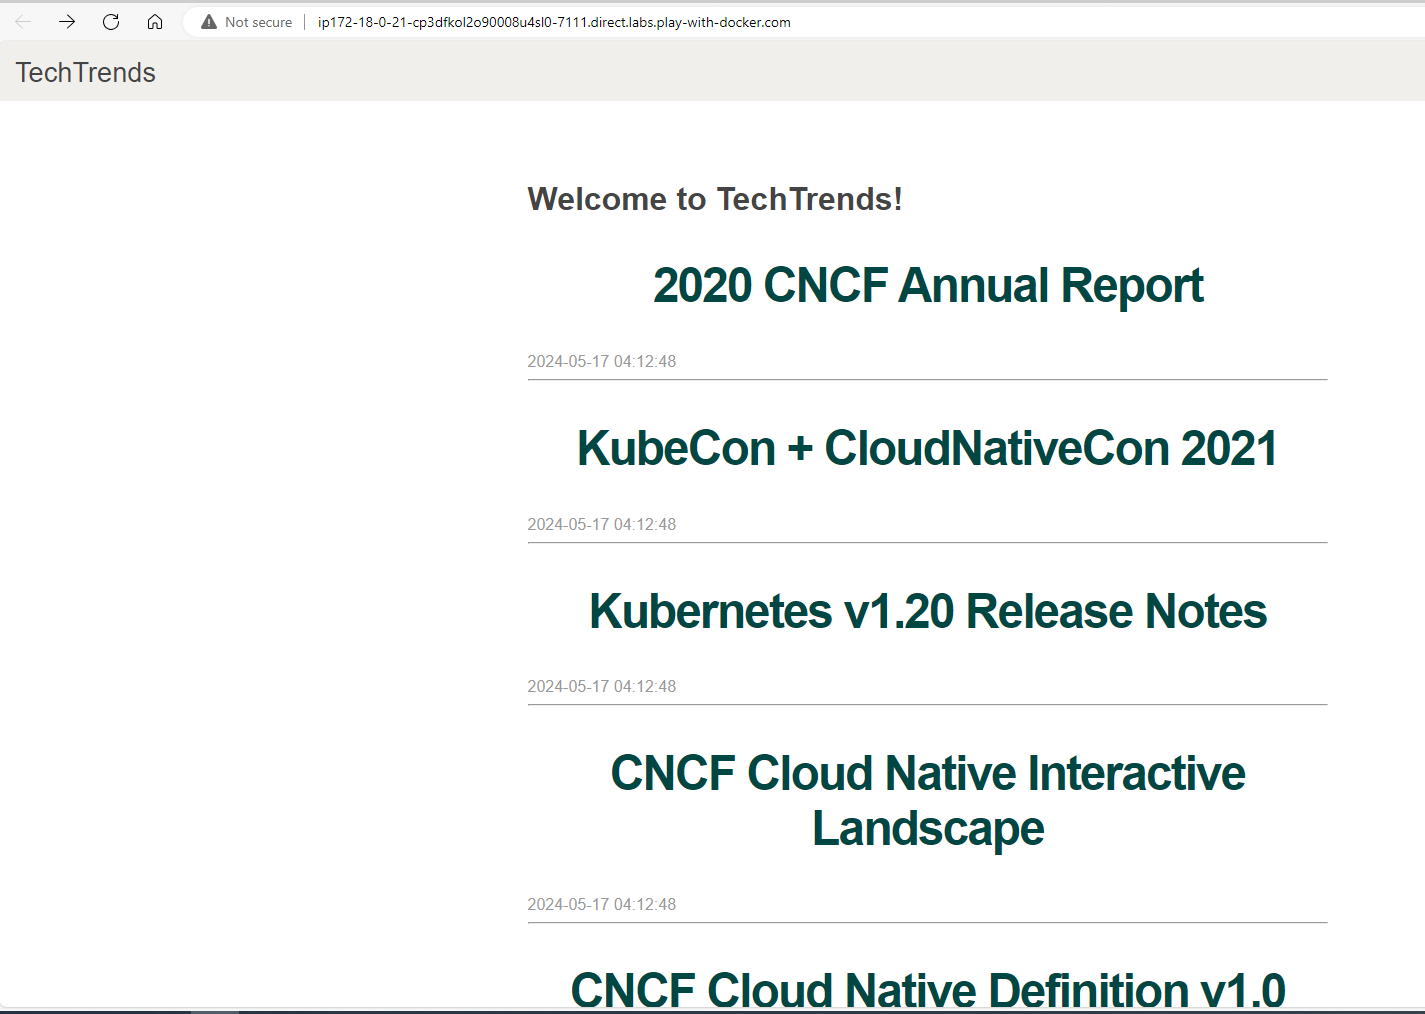 Not secure | ip172-18-0-21-cp3dfkol2o90008u4sl0-7111.direct.labs.play-with-docker.com
TechTrends
Welcome to TechTrends!
2020 CNCF Annual Report
2024-05-17 04:12:48
KubeCon + CloudNativeCon 2021
2024-05-17 04:12:48
Kubernetes v1.20 Release Notes
2024-05-17 04:12:48
CNCF Cloud Native Interactive
Landscape
2024-05-17 04:12:48
CNCF Cloud Native Definition v1.0